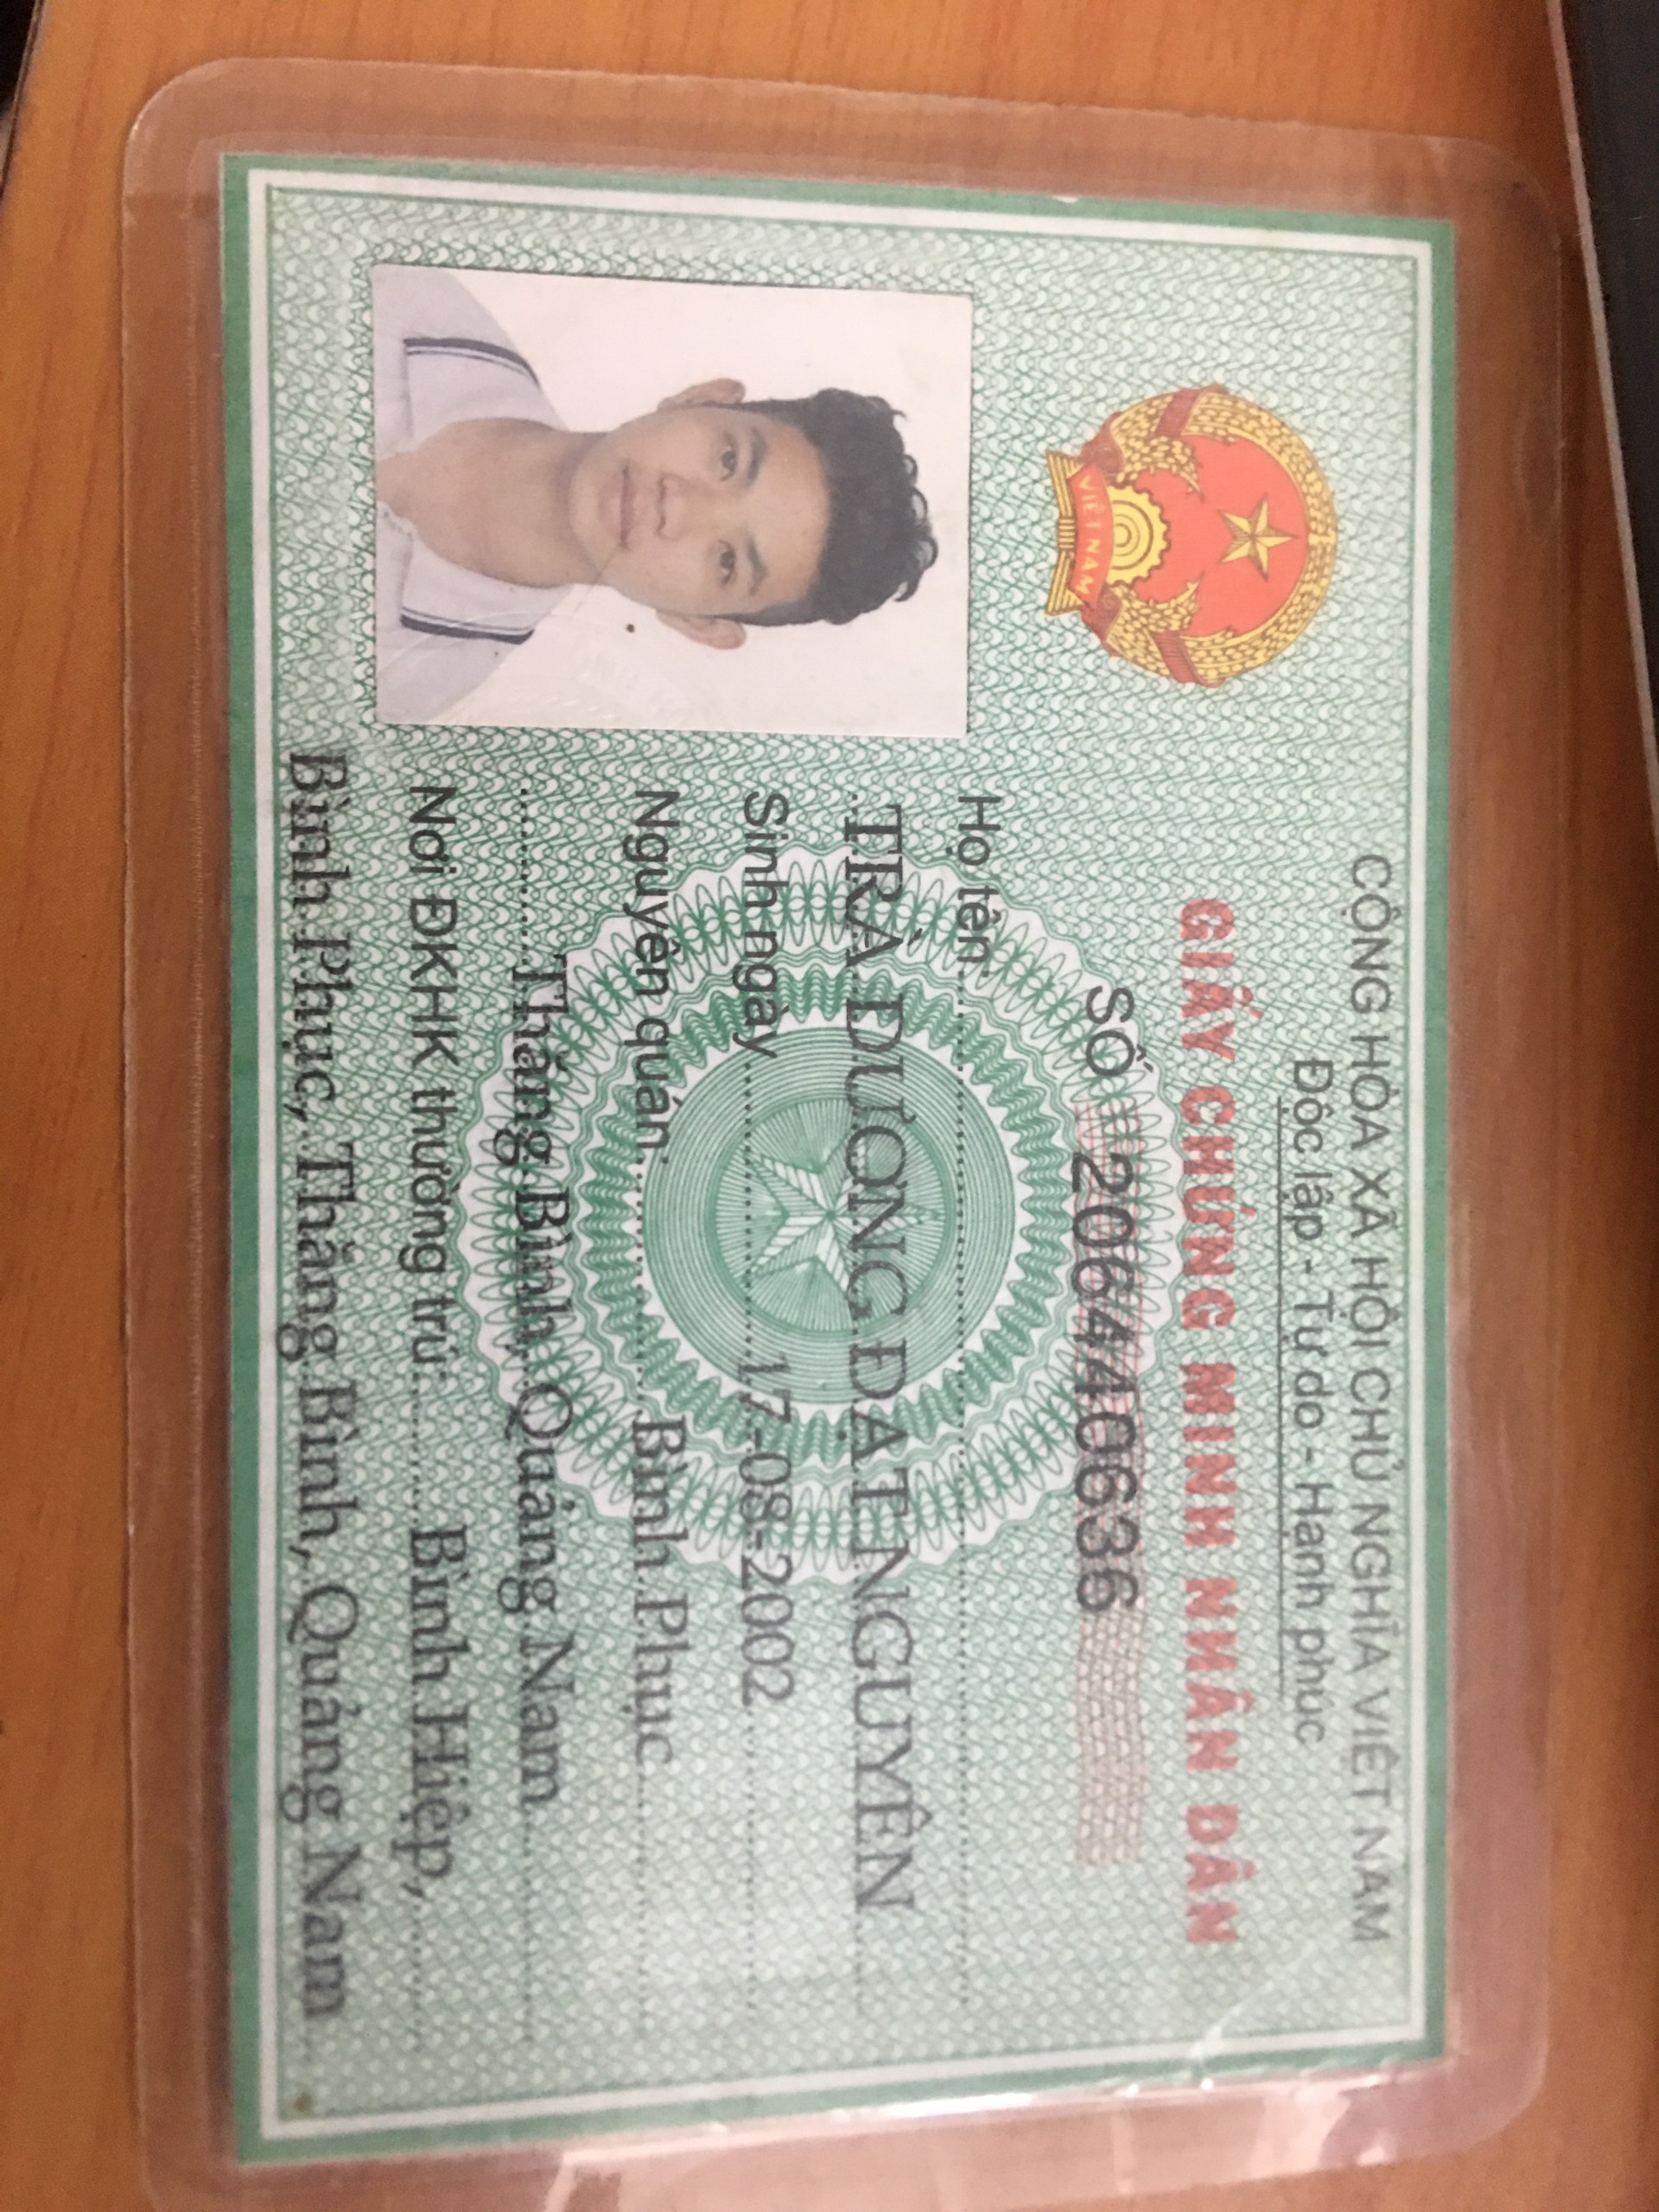 CỘNG HÒA XÃ HỘI CHỦ NGHĨA VIỆT NAM
Độc lập - Tự do - Hạnh phúc
GIẤY CHỨNG MINH NHÂN DÂN
SỐ 206440636
VIỆT NAM
Họ tên:
TRÀ DƯƠNG ĐẠT NGUYÊN
Sinh ngày 17-08-2002
Nguyên quán: Bình Phục
Thăng Bình, Quảng Nam
Nơi ĐKHK thường trú: Bình Hiệp,
Bình Phục, Thăng Bình, Quảng Nam